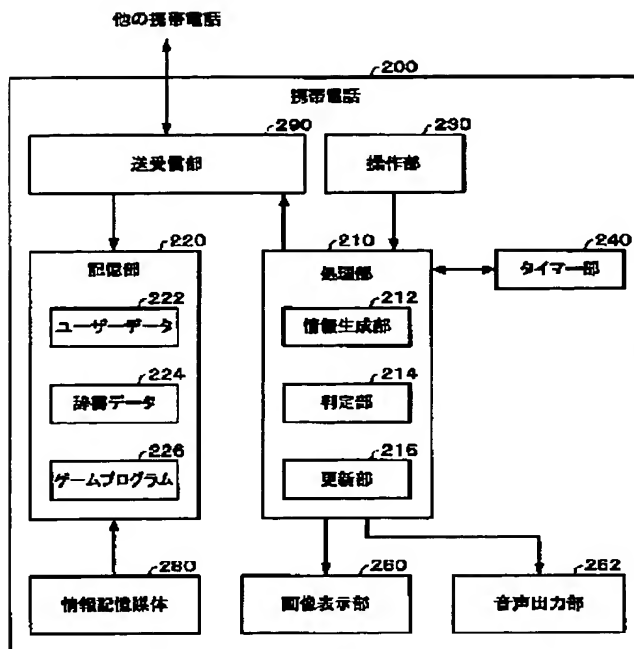 他の携帯電話
200
携帯電話
290
送受信部
230
操作部
220
記憶部
222
ユーザーデータ
224
辞書データ
226
ゲームプログラム
210
処理部
212
情報生成部
214
判定部
216
更新部
240
タイマー部
280
情報記憶媒体
260
画像表示部
262
音声出力部